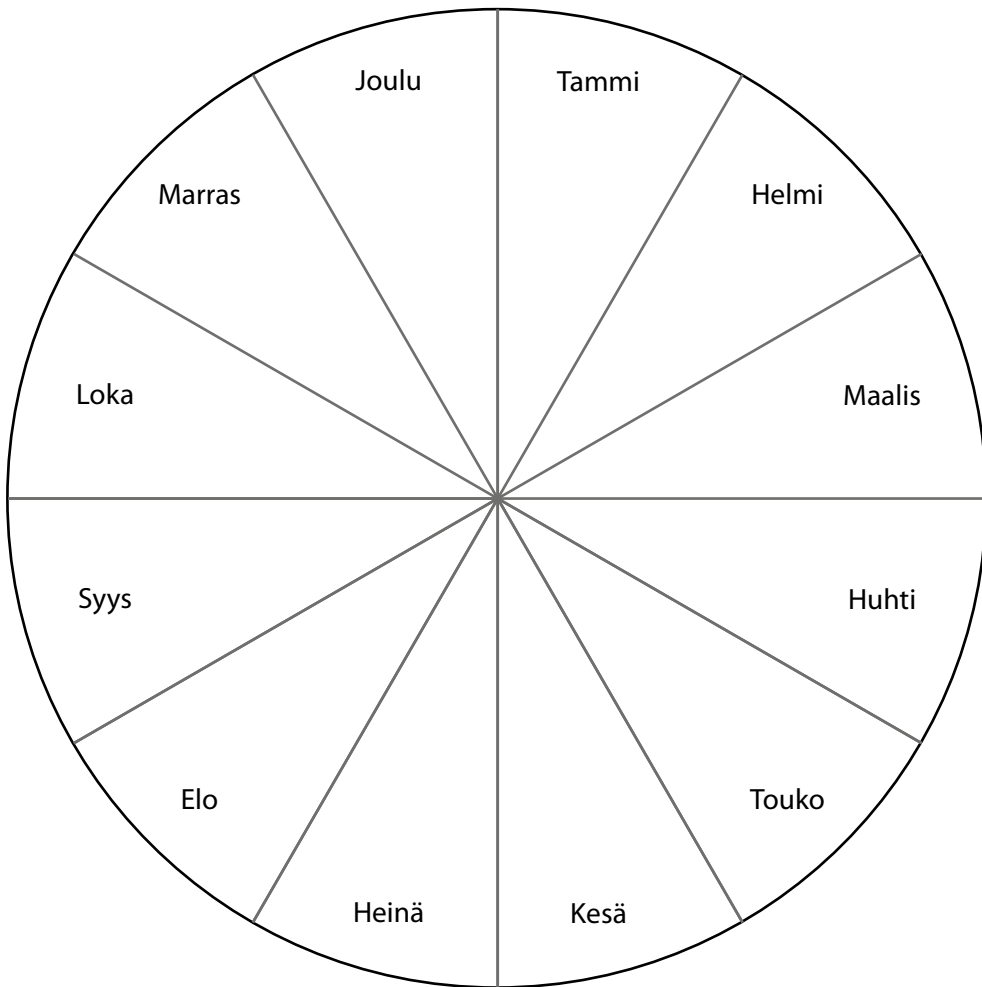 Tammi
Helmi
Maalis
Huhti
Touko
Kesä
Heinä
Elo
Syys
Loka
Marras
Joulu